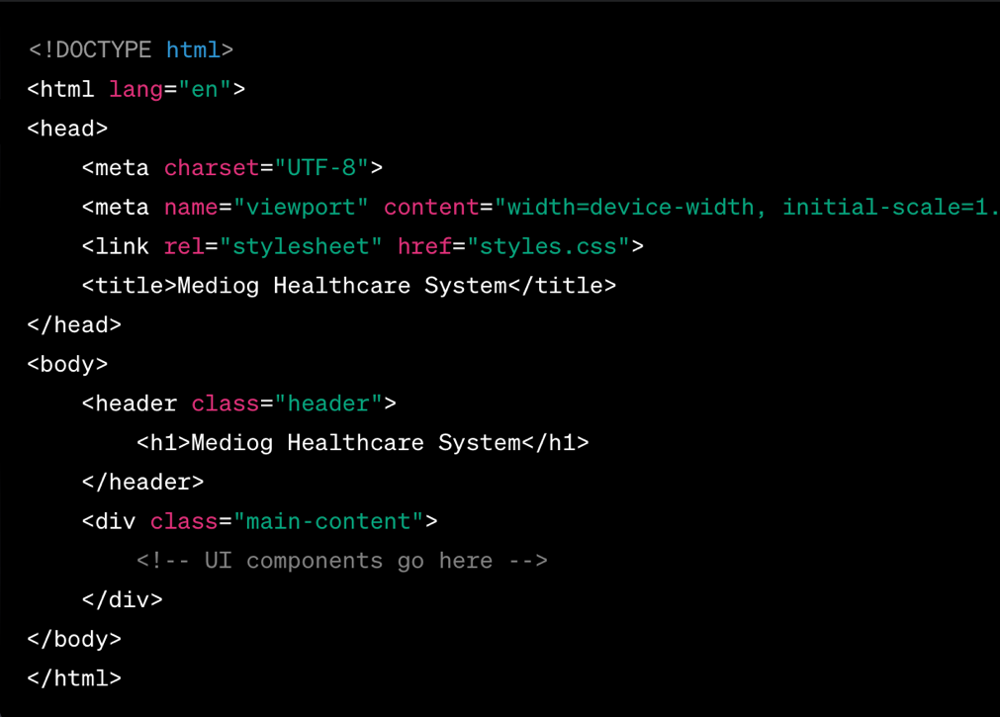 <!DOCTYPE html>
<html lang="en">
<head>
    <meta charset="UTF-8">
    <meta name="viewport" content="width=device-width, initial-scale=1.
    <link rel="stylesheet" href="styles.css">
    <title>Mediog Healthcare System</title>
</head>
<body>
    <header class="header">
        <h1>Mediog Healthcare System</h1>
    </header>
    <div class="main-content">
        <!-- UI components go here -->
    </div>
</body>
</html>